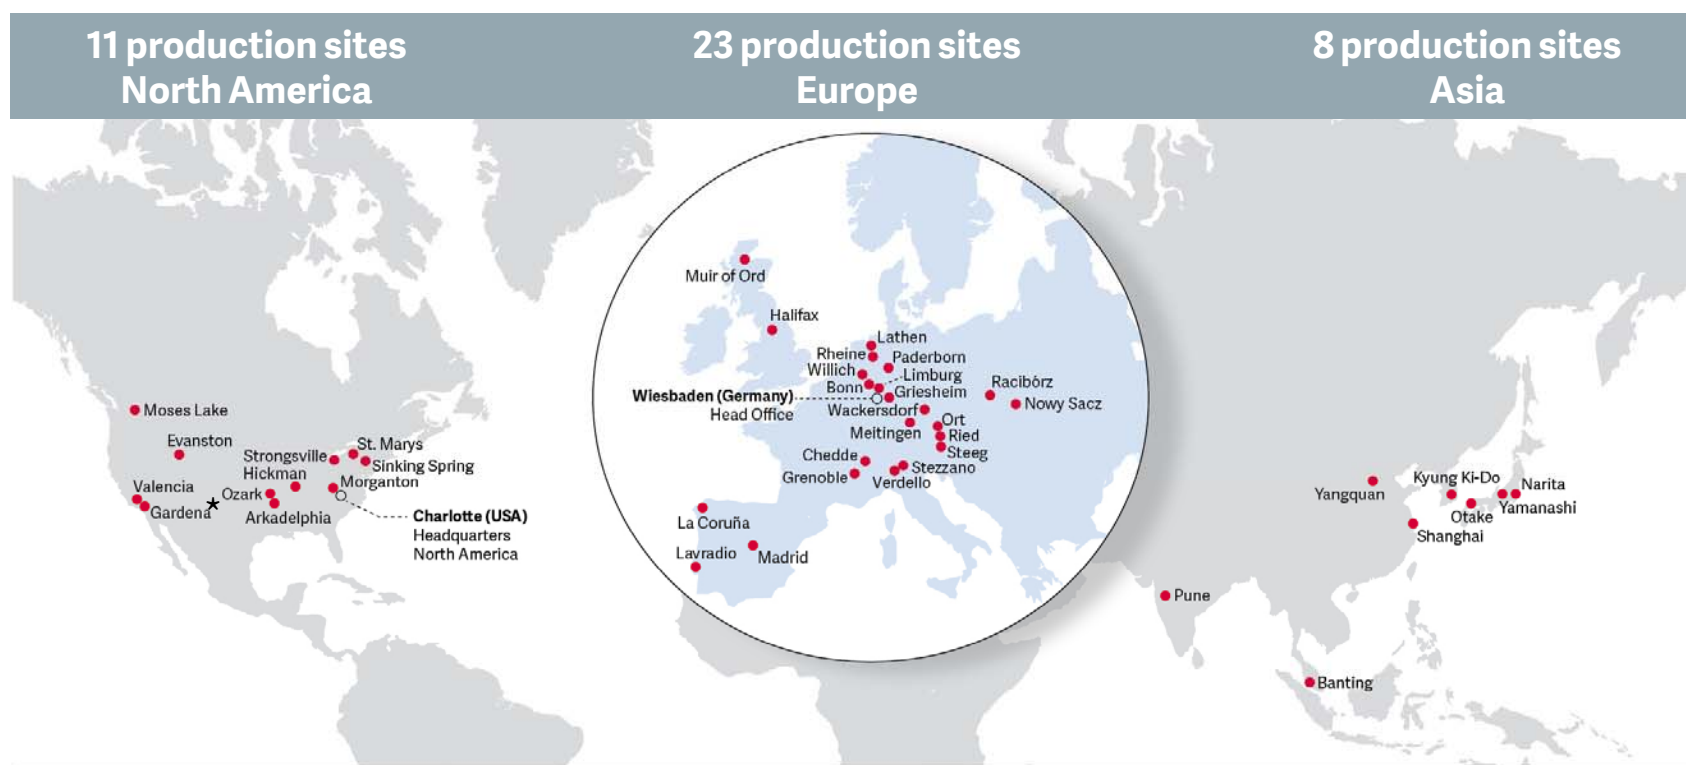 11 production sites
North America
23 production sites
Europe
8 production sites
Asia
Moses Lake
Evanston
Strongsville
St. Marys
Sinking Spring
Hickman
Morganton
Valencia
Ozark
Gardena*
Arkadelphia
Charlotte (USA)
Headquarters
North America
Muir of Ord
Halifax
Lathen
Rheine
Paderborn
Willich
Limburg
Bonn
Griesheim
Wiesbaden (Germany)
Head Office
Wackersdorf
Ort
Meitingen
Ried
Steeg
Racibórz
Nowy Sacz
Chedde
Stezzano
Grenoble
Verdello
La Coruña
Lavradio
Madrid
Yangquan
Kyung Ki-Do
Narita
Yamanashi
Otake
Shanghai
Pune
Banting